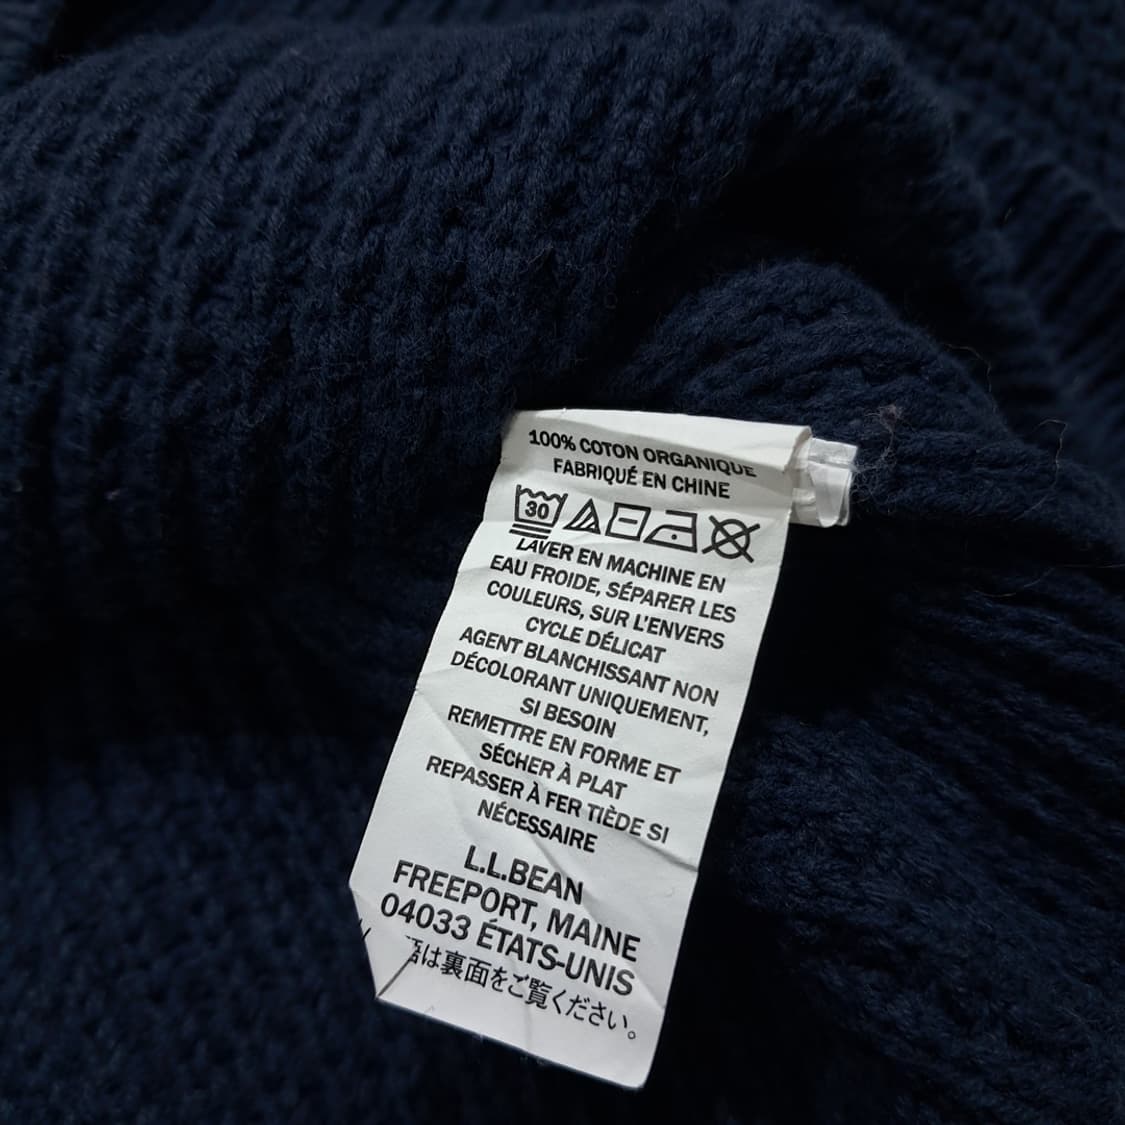 100% COTON ORGANIQUE
FABRIQUÉ EN CHINE
30
LAVER EN MACHINE EN
EAU FROIDE, SÉPARER LES
COULEURS, SUR L'ENVERS
CYCLE DÉLICAT
AGENT BLANCHISSANT NON
DÉCOLORANT UNIQUEMENT,
SI BESOIN
REMETTRE EN FORME ET
SÉCHER À PLAT
REPASSER À FER TIÈDE SI
NÉCESSAIRE
L.L.BEAN
FREEPORT, MAINE
04033 ÉTATS-UNIS
語は裏面をご覧ください。